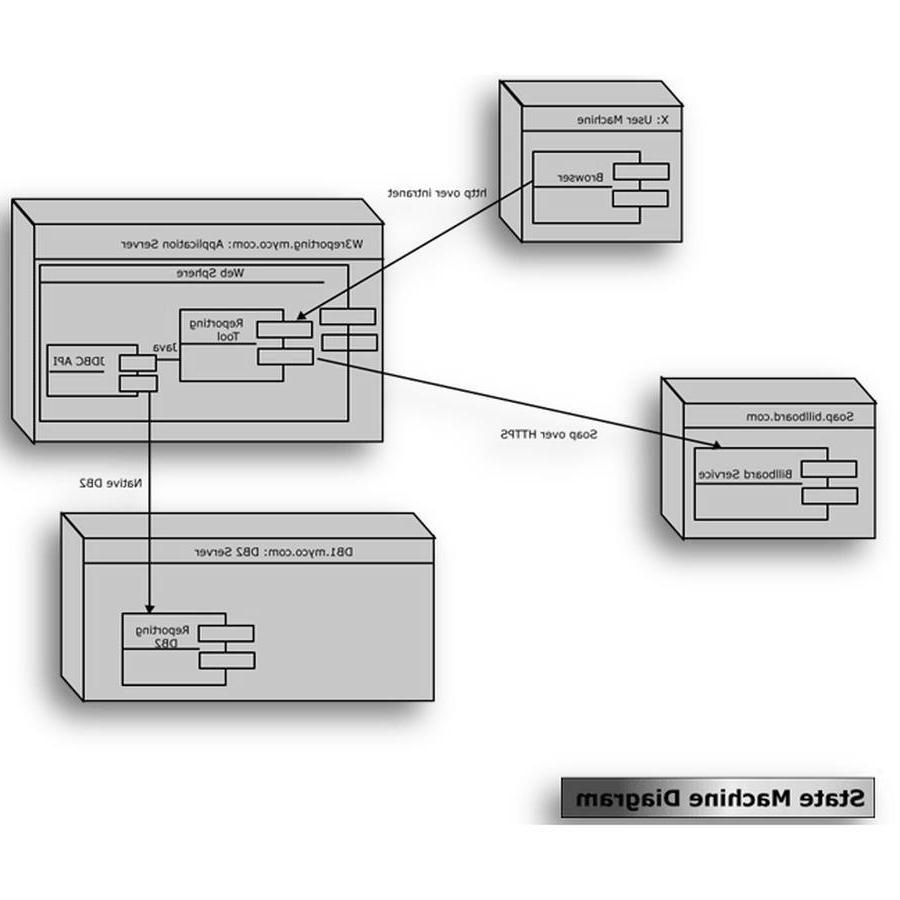 X: User Machine
Browser
http over intranet
W3reporting.myco.com: Application Server
Web Sphere
Reporting
Tool
Java
JDBC API
Soap.billboard.com
Soap over HTTPS
Billboard Service
Native DB2
DB1.myco.com: DB2 Server
Reporting
DB2
State Machine Diagram